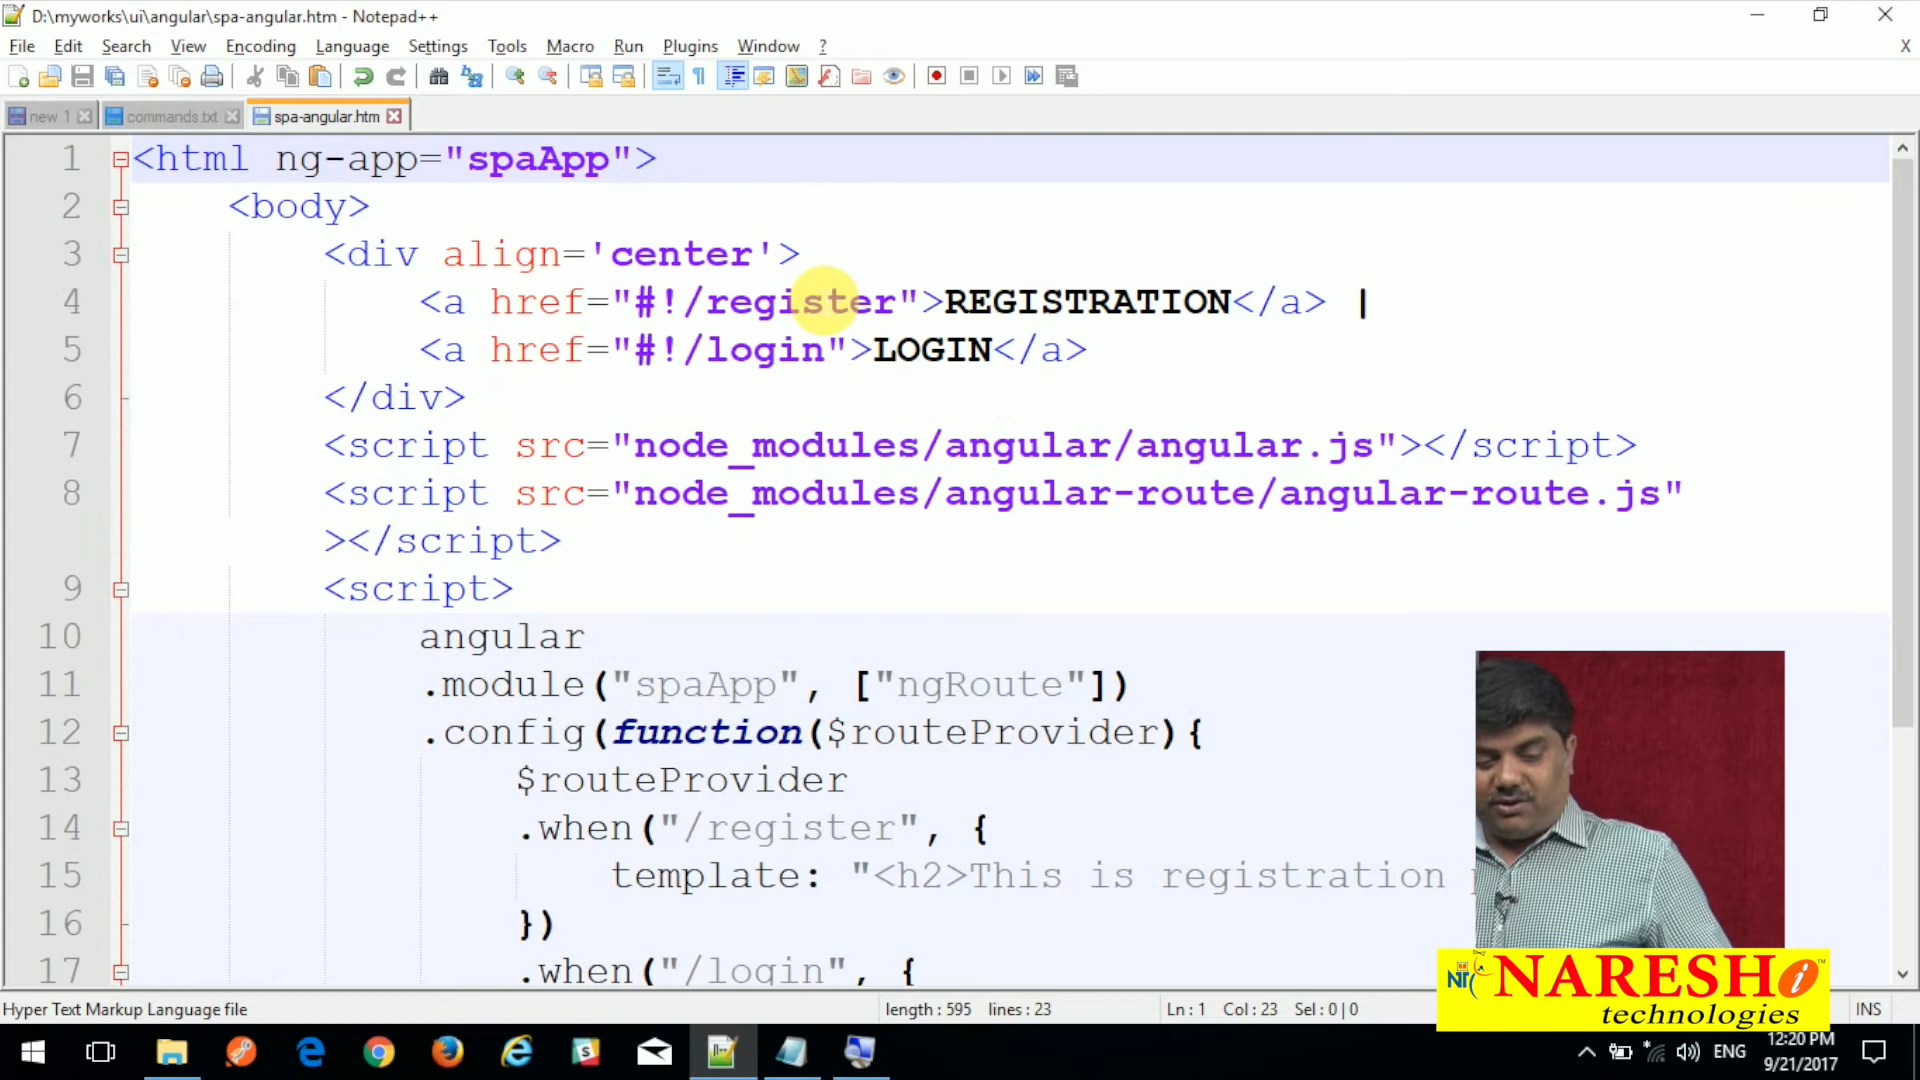 D:\myworks\ui\angular\spa-angular.htm - Notepad++
File Edit Search View Encoding Language Settings Tools Macro Run Plugins Window ? X
new 1 commands.txt spa-angular.htm
1 <html ng-app="spaApp">
2 <body>
3 <div align='center'>
4 <a href="#!/register">REGISTRATION</a> |
5 <a href="#!/login">LOGIN</a>
6 </div>
7 <script src="node_modules/angular/angular.js"></script>
8 <script src="node_modules/angular-route/angular-route.js"
></script>
9 <script>
10 angular
11 .module("spaApp", ["ngRoute"])
12 .config(function($routeProvider){
13 $routeProvider
14 .when("/register", {
15 template: "<h2>This is registration
16 })
17 .when("/login", {
NARESH i
technologies
Hyper Text Markup Language file length : 595 lines : 23 Ln : 1 Col : 23 Sel : 0 | 0 INS
ENG 12:20 PM
9/21/2017